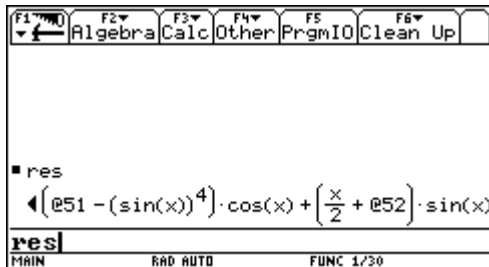 F1 F2 F3 F4 F5 F6
Algebra Calc Other PrgmIO Clean Up
res
(@51 - (sin(x))^4)·cos(x) + (x/2 + @52)·sin(x)
res
MAIN RAD AUTO FUNC 1/30